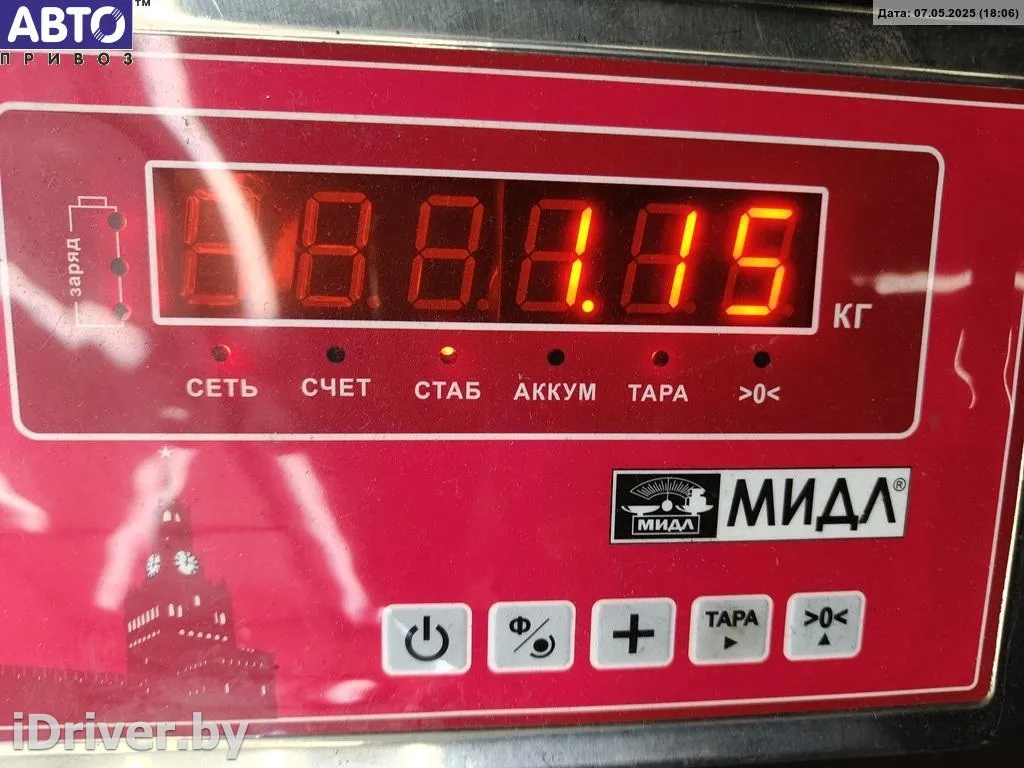 АВТО™
ПРИВОЗ
Дата: 07.05.2025 (18:06)
заряд
1.15
КГ
СЕТЬ СЧЕТ СТАБ АККУМ ТАРА >0<
МИДЛ МИДЛ®
Ф ТАРА >0<
iDriver.by